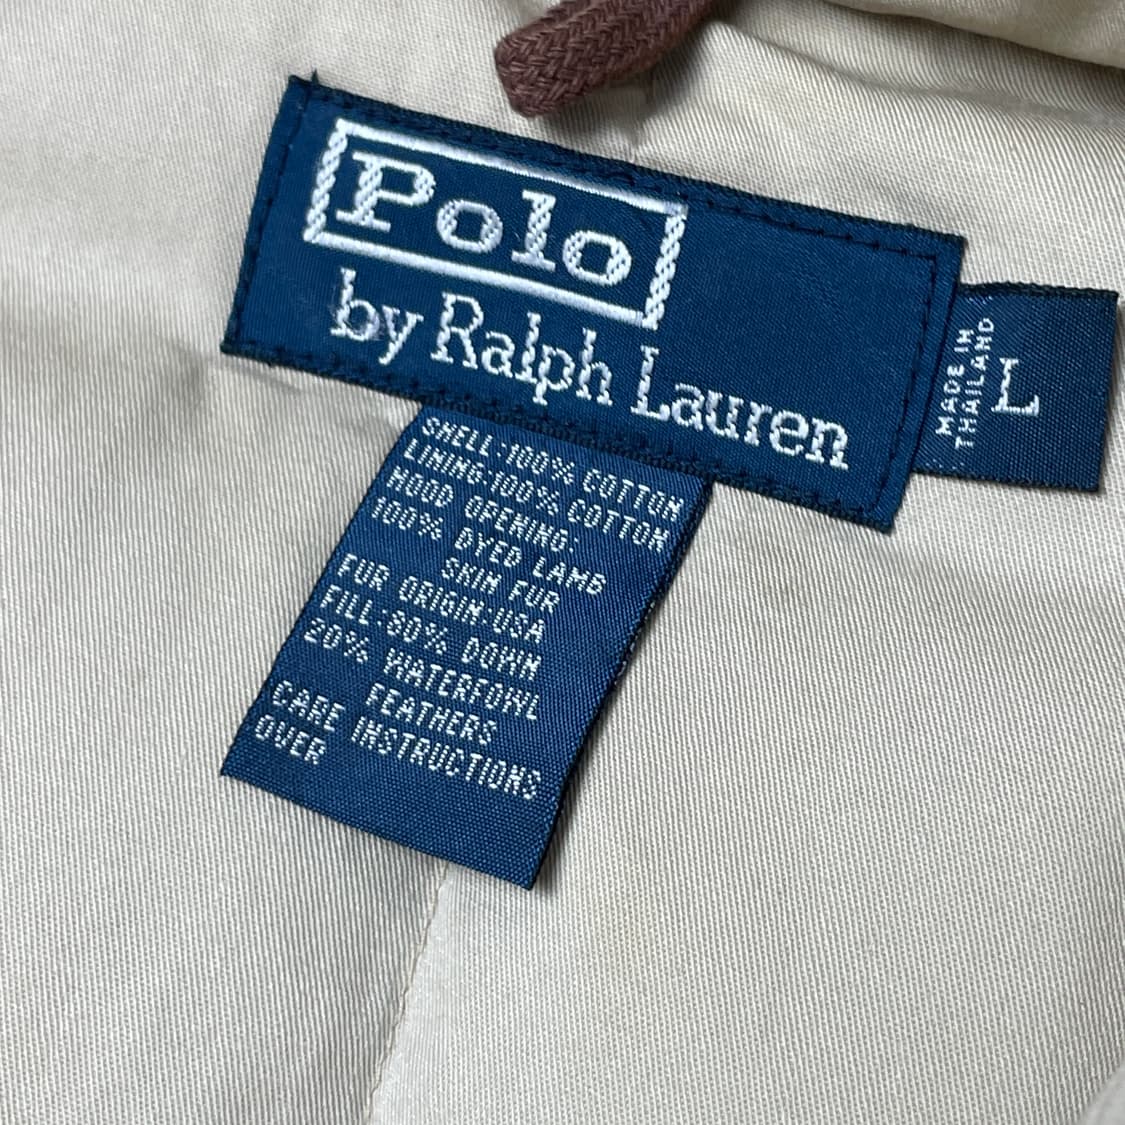 Polo
by Ralph Lauren
MADE IN
THAILAND
L
SHELL:100% COTTON
LINING:100% COTTON
HOOD OPENING:
100% DYED LAMB
SKIN FUR
FUR ORIGIN:USA
FILL:80% DOWN
20% WATERFOWL
FEATHERS
CARE INSTRUCTIONS
OVER